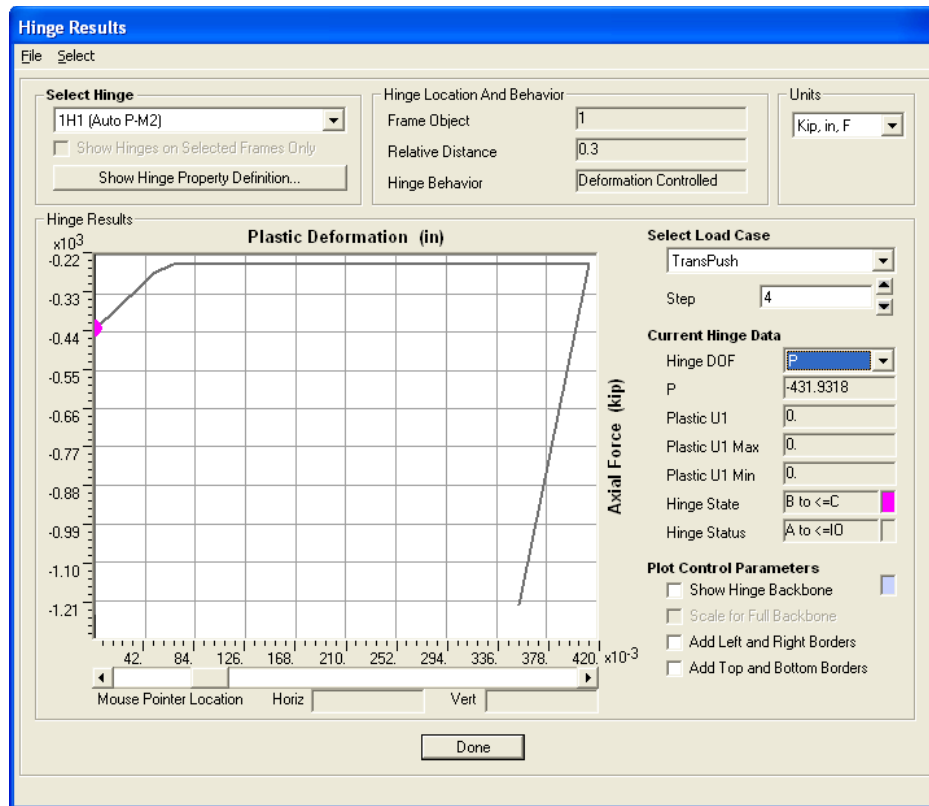 Hinge Results
File Select
Select Hinge
1H1 (Auto P-M2)
Show Hinges on Selected Frames Only
Show Hinge Property Definition...
Hinge Location And Behavior
Frame Object 1
Relative Distance 0.3
Hinge Behavior Deformation Controlled
Units
Kip, in, F
Hinge Results
x10 3
Plastic Deformation (in)
-0.22
-0.33
-0.44
-0.55
-0.66
-0.77
-0.88
-0.99
-1.10
-1.21
42. 84. 126. 168. 210. 252. 294. 336. 378. 420. x10 -3
Axial Force (kip)
Mouse Pointer Location Horiz Vert
Select Load Case
TransPush
Step 4
Current Hinge Data
Hinge DOF P
P -431.9318
Plastic U1 0.
Plastic U1 Max 0.
Plastic U1 Min 0.
Hinge State B to <=C
Hinge Status A to <=IO
Plot Control Parameters
Show Hinge Backbone
Scale for Full Backbone
Add Left and Right Borders
Add Top and Bottom Borders
Done